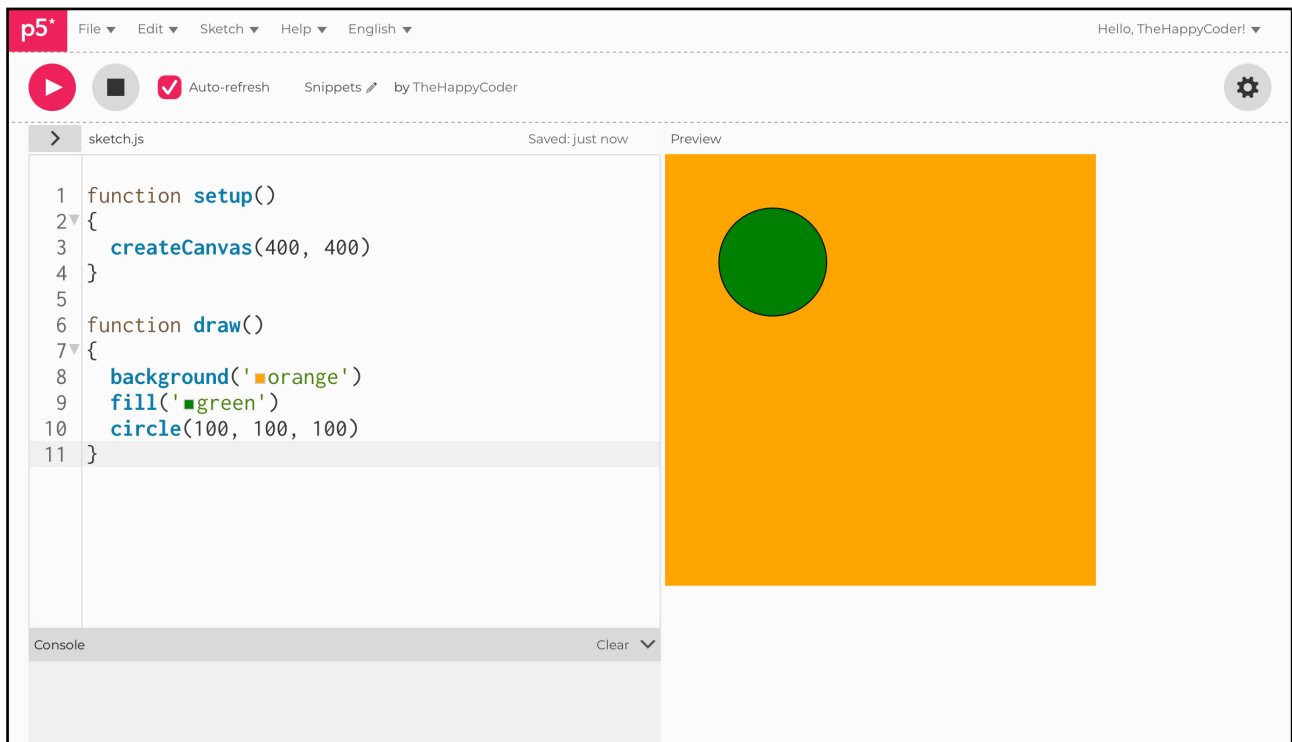 p5* File Edit Sketch Help English Hello, TheHappyCoder!
Auto-refresh Snippets by TheHappyCoder
sketch.js Saved: just now Preview
1 function setup()
2 {
3   createCanvas(400, 400)
4 }
5
6 function draw()
7 {
8   background('orange')
9   fill('green')
10   circle(100, 100, 100)
11 }
Console Clear